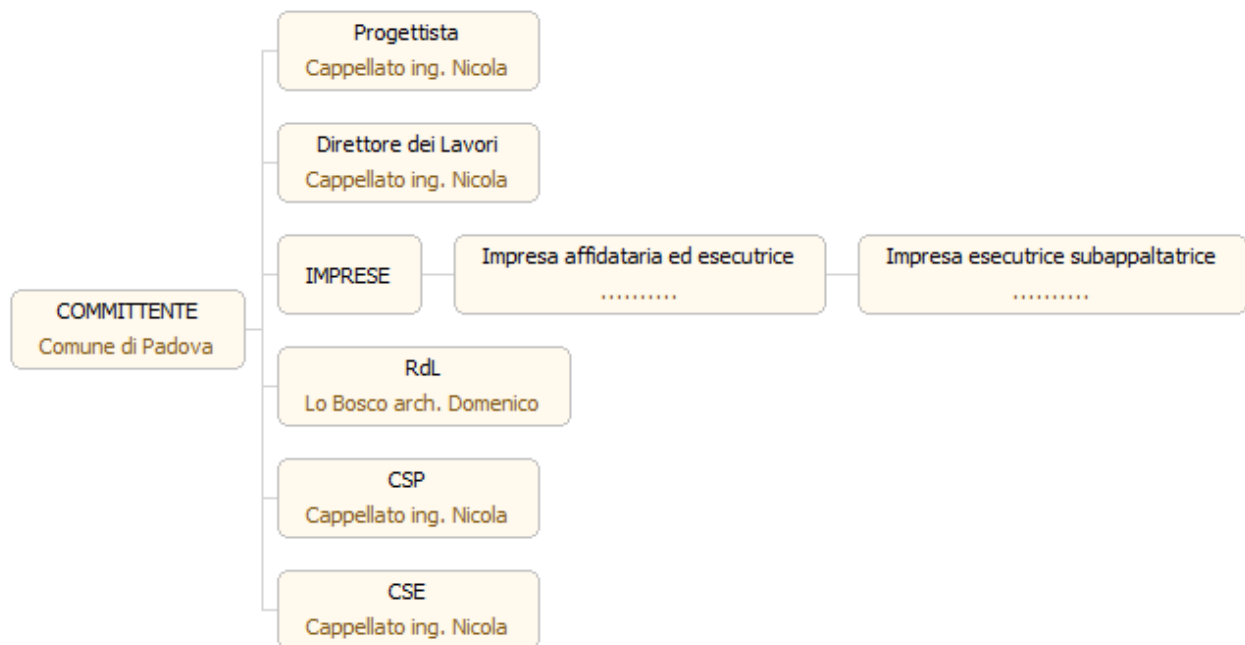 Progettista
Cappellato ing. Nicola
Direttore dei Lavori
Cappellato ing. Nicola
IMPRESE
Impresa affidataria ed esecutrice
..........
Impresa esecutrice subappaltatrice
..........
COMMITTENTE
Comune di Padova
RdL
Lo Bosco arch. Domenico
CSP
Cappellato ing. Nicola
CSE
Cappellato ing. Nicola